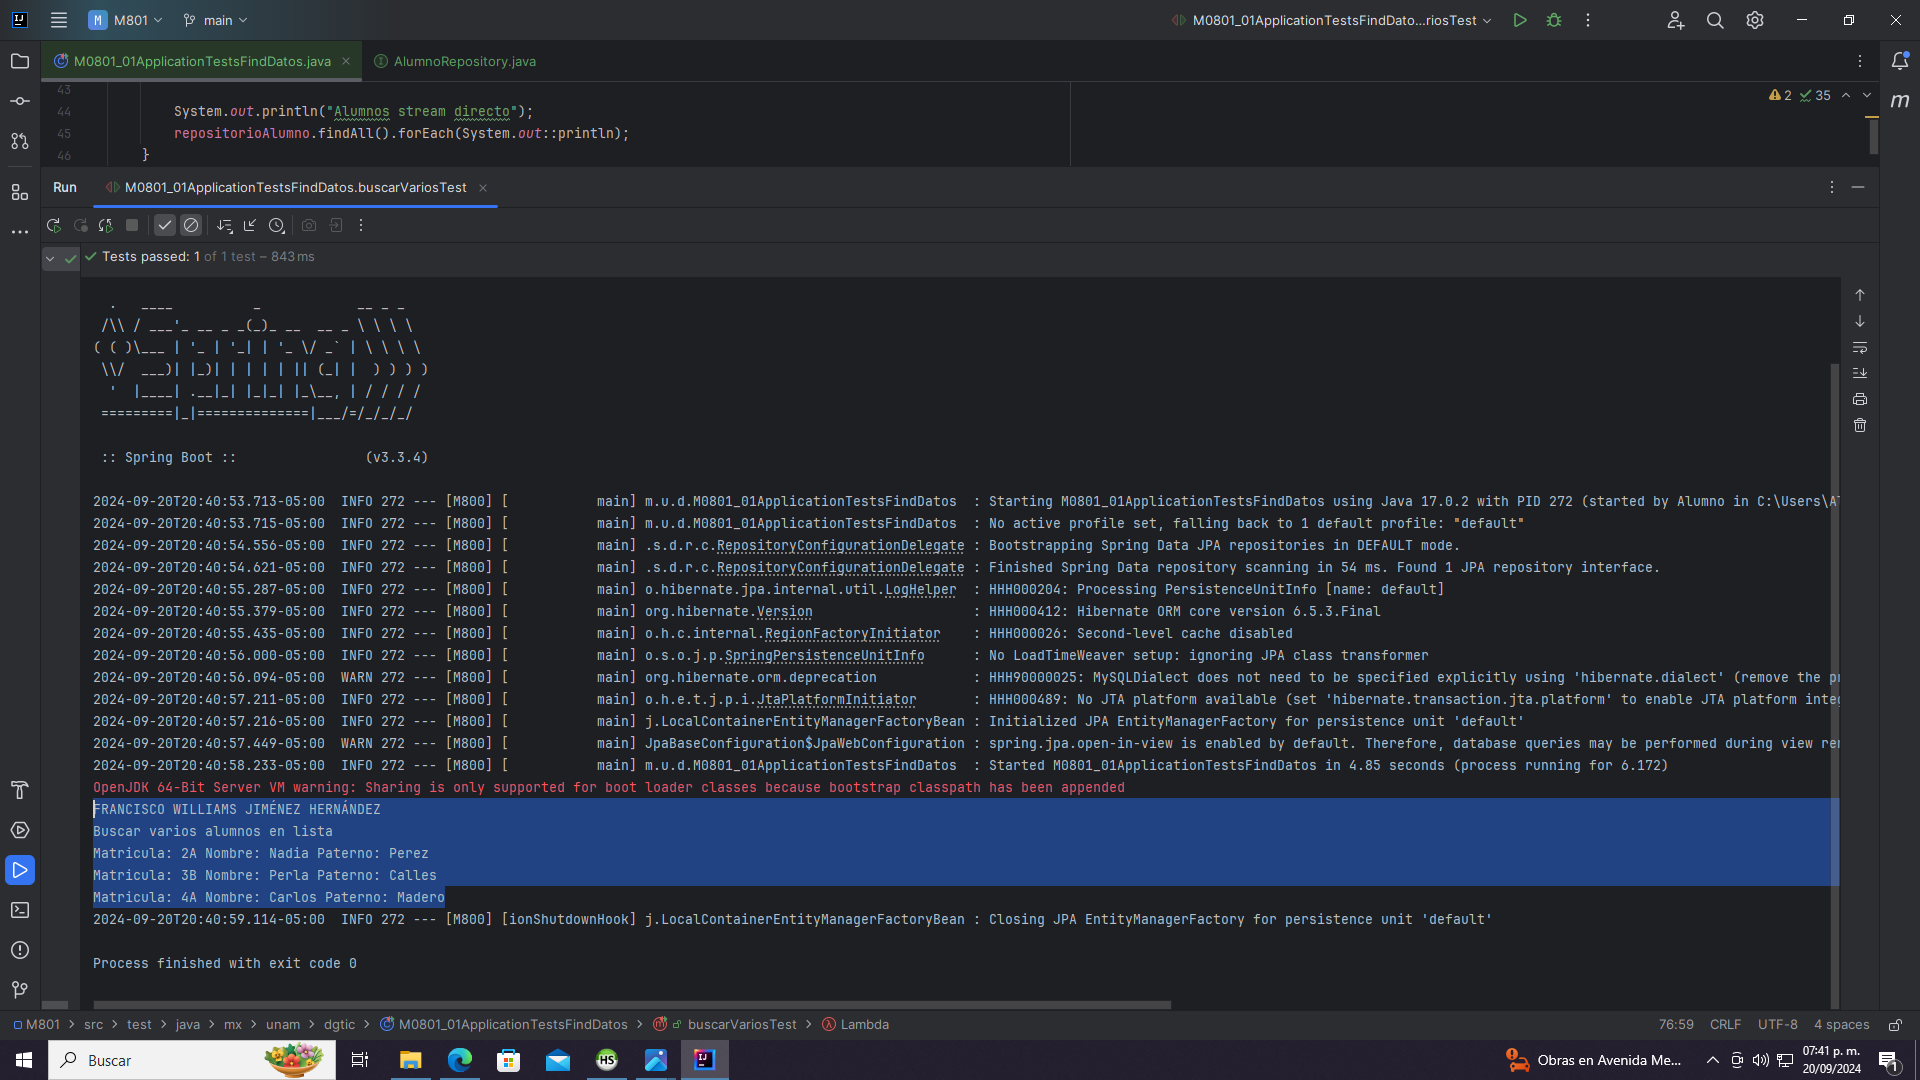 M M801 main M0801_01ApplicationTestsFindDato...riosTest
M0801_01ApplicationTestsFindDatos.java AlumnoRepository.java
43
44 System.out.println("Alumnos stream directo"); 2 35
45 repositorioAlumno.findAll().forEach(System.out::println);
46 }
Run M0801_01ApplicationTestsFindDatos.buscarVariosTest
Tests passed: 1 of 1 test – 843 ms
  .   ____          _            __ _ _
 /\\ / ___'_ __ _ _(_)_ __  __ _ \ \ \ \
( ( )\___ | '_ | '_| | '_ \/ _` | \ \ \ \
 \\/  ___)| |_)| | | | | || (_| |  ) ) ) )
  '  |____| .__|_| |_|_| |_\__, | / / / /
 =========|_|==============|___/=/_/_/_/
:: Spring Boot :: (v3.3.4)
2024-09-20T20:40:53.713-05:00  INFO 272 --- [M800] [           main] m.u.d.M0801_01ApplicationTestsFindDatos  : Starting M0801_01ApplicationTestsFindDatos using Java 17.0.2 with PID 272 (started by Alumno in C:\Users\A
2024-09-20T20:40:53.715-05:00  INFO 272 --- [M800] [           main] m.u.d.M0801_01ApplicationTestsFindDatos  : No active profile set, falling back to 1 default profile: "default"
2024-09-20T20:40:54.556-05:00  INFO 272 --- [M800] [           main] .s.d.r.c.RepositoryConfigurationDelegate : Bootstrapping Spring Data JPA repositories in DEFAULT mode.
2024-09-20T20:40:54.621-05:00  INFO 272 --- [M800] [           main] .s.d.r.c.RepositoryConfigurationDelegate : Finished Spring Data repository scanning in 54 ms. Found 1 JPA repository interface.
2024-09-20T20:40:55.287-05:00  INFO 272 --- [M800] [           main] o.hibernate.jpa.internal.util.LogHelper  : HHH000204: Processing PersistenceUnitInfo [name: default]
2024-09-20T20:40:55.379-05:00  INFO 272 --- [M800] [           main] org.hibernate.Version                    : HHH000412: Hibernate ORM core version 6.5.3.Final
2024-09-20T20:40:55.435-05:00  INFO 272 --- [M800] [           main] o.h.c.internal.RegionFactoryInitiator    : HHH000026: Second-level cache disabled
2024-09-20T20:40:56.000-05:00  INFO 272 --- [M800] [           main] o.s.o.j.p.SpringPersistenceUnitInfo      : No LoadTimeWeaver setup: ignoring JPA class transformer
2024-09-20T20:40:56.094-05:00  WARN 272 --- [M800] [           main] org.hibernate.orm.deprecation            : HHH90000025: MySQLDialect does not need to be specified explicitly using 'hibernate.dialect' (remove the p
2024-09-20T20:40:57.211-05:00  INFO 272 --- [M800] [           main] o.h.e.t.j.p.i.JtaPlatformInitiator       : HHH000489: No JTA platform available (set 'hibernate.transaction.jta.platform' to enable JTA platform inte
2024-09-20T20:40:57.216-05:00  INFO 272 --- [M800] [           main] j.LocalContainerEntityManagerFactoryBean : Initialized JPA EntityManagerFactory for persistence unit 'default'
2024-09-20T20:40:57.449-05:00  WARN 272 --- [M800] [           main] JpaBaseConfiguration$JpaWebConfiguration : spring.jpa.open-in-view is enabled by default. Therefore, database queries may be performed during view re
2024-09-20T20:40:58.233-05:00  INFO 272 --- [M800] [           main] m.u.d.M0801_01ApplicationTestsFindDatos  : Started M0801_01ApplicationTestsFindDatos in 4.85 seconds (process running for 6.172)
OpenJDK 64-Bit Server VM warning: Sharing is only supported for boot loader classes because bootstrap classpath has been appended
FRANCISCO WILLIAMS JIMÉNEZ HERNÁNDEZ
Buscar varios alumnos en lista
Matricula: 2A Nombre: Nadia Paterno: Perez
Matricula: 3B Nombre: Perla Paterno: Calles
Matricula: 4A Nombre: Carlos Paterno: Madero
2024-09-20T20:40:59.114-05:00  INFO 272 --- [M800] [ionShutdownHook] j.LocalContainerEntityManagerFactoryBean : Closing JPA EntityManagerFactory for persistence unit 'default'
Process finished with exit code 0
M801 > src > test > java > mx > unam > dgtic > M0801_01ApplicationTestsFindDatos > buscarVariosTest > Lambda 76:59 CRLF UTF-8 4 spaces
Buscar Obras en Avenida Me... 07:41 p. m.
20/09/2024